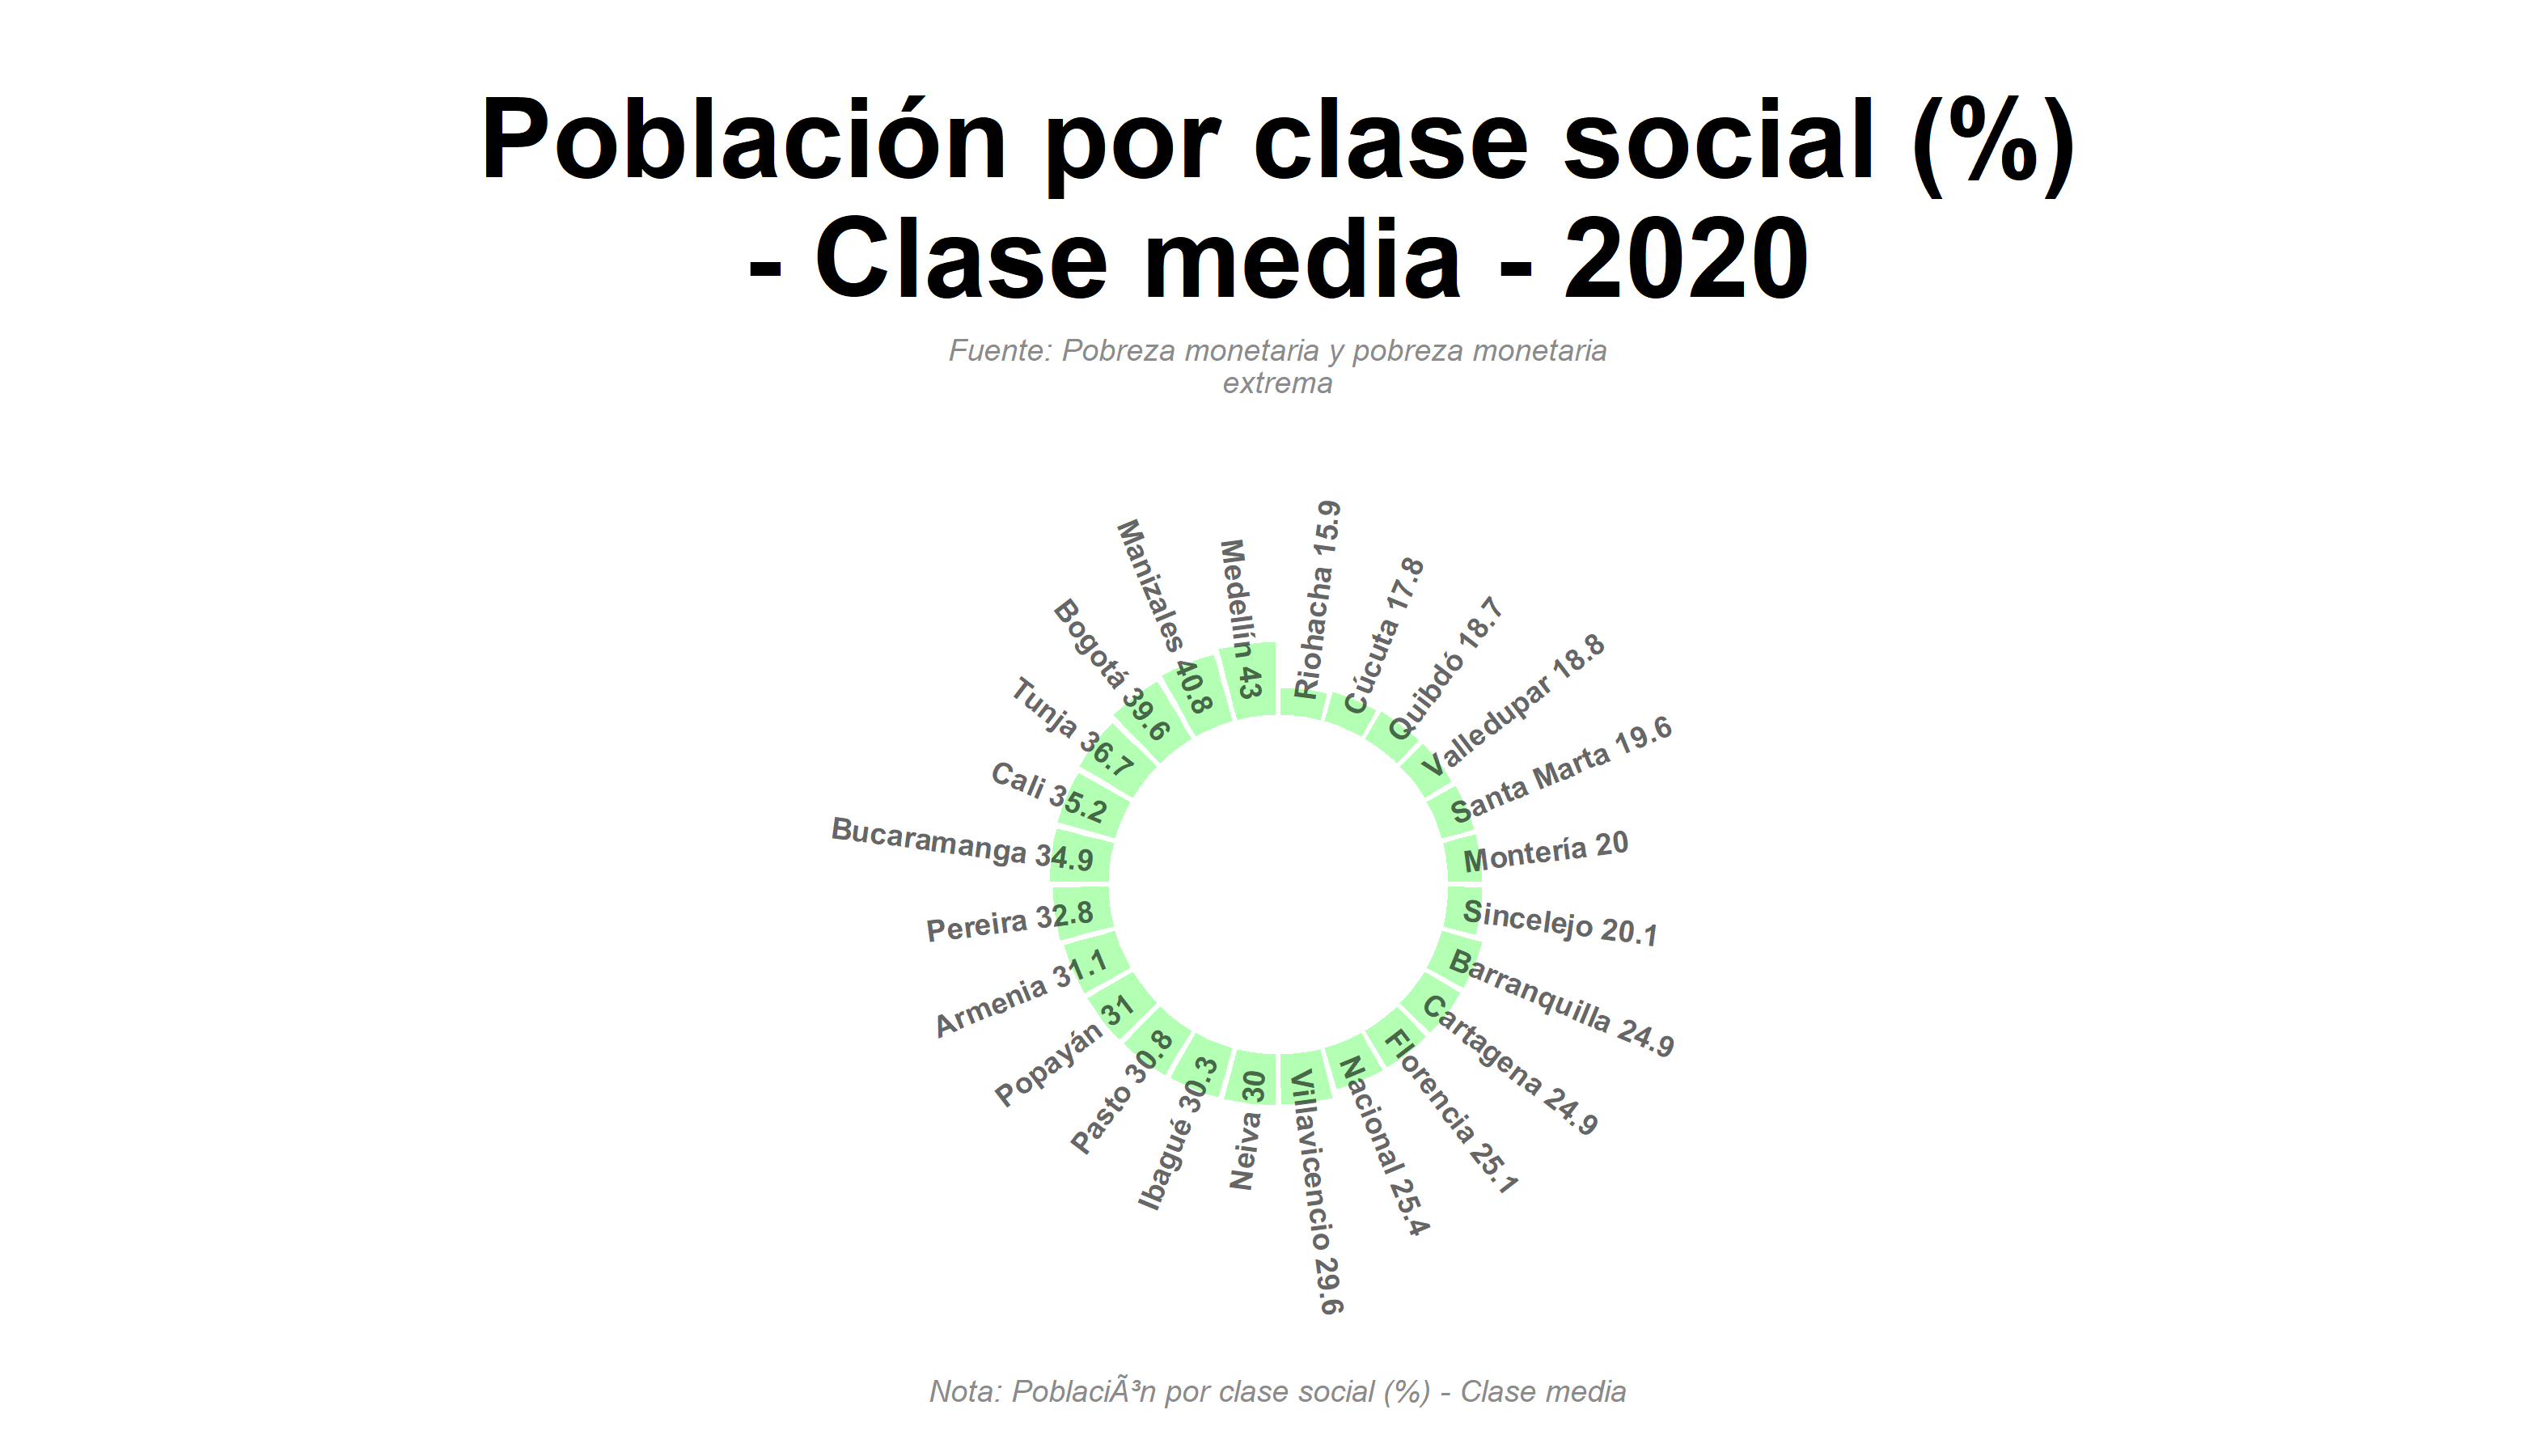 Población por clase social (%)
- Clase media - 2020
Fuente: Pobreza monetaria y pobreza monetaria
extrema
Riohacha 15.9
Cúcuta 17.8
Quibdó 18.7
Valledupar 18.8
Santa Marta 19.6
Montería 20
Sincelejo 20.1
Barranquilla 24.9
Cartagena 24.9
Florencia 25.1
Nacional 25.4
Villavicencio 29.6
Neiva 30
Ibagué 30.3
Pasto 30.8
Popayán 31
Armenia 31.1
Pereira 32.8
Bucaramanga 34.9
Cali 35.2
Tunja 36.7
Bogotá 39.6
Manizales 40.8
Medellín 43
Nota: PoblaciÃ³n por clase social (%) - Clase media